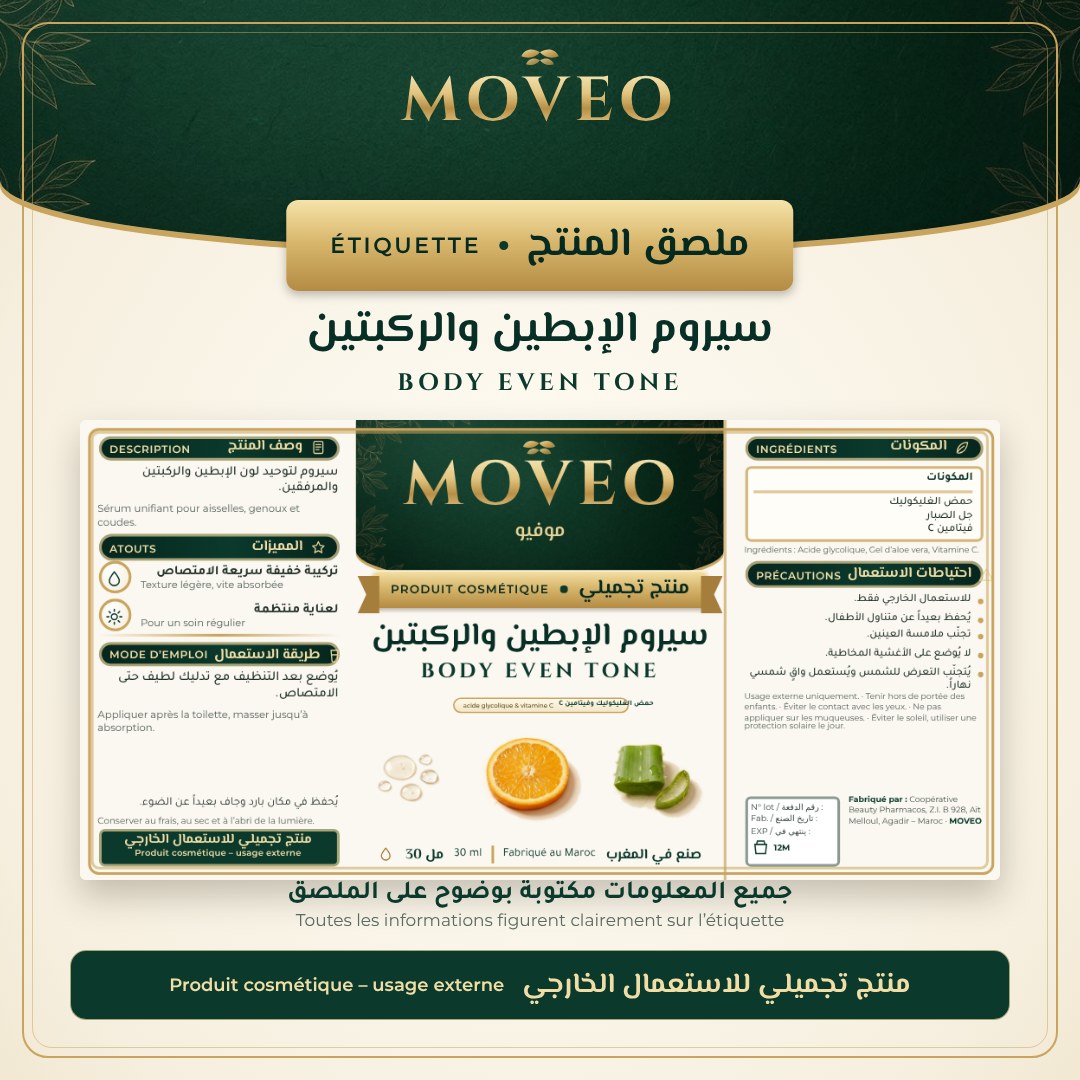 MOVEO
ÉTIQUETTE • ملصق المنتج
سيروم الإبطين والركبتين
BODY EVEN TONE
DESCRIPTION وصف المنتج
سيروم لتوحيد لون الإبطين والركبتين
والمرفقين.
Sérum unifiant pour aisselles, genoux et
coudes.
ATOUTS المميزات
تركيبة خفيفة سريعة الامتصاص
Texture légère, vite absorbée
لعناية منتظمة
Pour un soin régulier
MODE D'EMPLOI طريقة الاستعمال
يُوضع بعد التنظيف مع تدليك لطيف حتى
الامتصاص.
Appliquer après la toilette, masser jusqu'à
absorption.
يُحفظ في مكان بارد وجاف بعيداً عن الضوء.
Conserver au frais, au sec et à l'abri de la lumière.
منتج تجميلي للاستعمال الخارجي
Produit cosmétique – usage externe
MOVEO
موفيو
PRODUIT COSMÉTIQUE • منتج تجميلي
سيروم الإبطين والركبتين
BODY EVEN TONE
acide glycolique & vitamine C حمض الغليكوليك وفيتامين C
30 مل 30 ml | Fabriqué au Maroc صنع في المغرب
INGRÉDIENTS المكونات
المكونات
حمض الغليكوليك
جل الصبار
فيتامين C
Ingrédients : Acide glycolique, Gel d'aloe vera, Vitamine C.
PRÉCAUTIONS احتياطات الاستعمال
للاستعمال الخارجي فقط.
يُحفظ بعيداً عن متناول الأطفال.
تجنّب ملامسة العينين.
لا يُوضع على الأغشية المخاطية.
يُتجنّب التعرض للشمس ويُستعمل واقٍ شمسي
نهاراً.
Usage externe uniquement. · Tenir hors de portée des
enfants. · Éviter le contact avec les yeux. · Ne pas
appliquer sur les muqueuses. · Éviter le soleil, utiliser une
protection solaire le jour.
N° lot / رقم الدفعة :
Fab. / تاريخ الصنع :
EXP / ينتهي في :
12M
Fabriqué par : Coopérative
Beauty Pharmacos, Z.I. B 928, Aït
Melloul, Agadir – Maroc · MOVEO
جميع المعلومات مكتوبة بوضوح على الملصق
Toutes les informations figurent clairement sur l'étiquette
Produit cosmétique – usage externe منتج تجميلي للاستعمال الخارجي